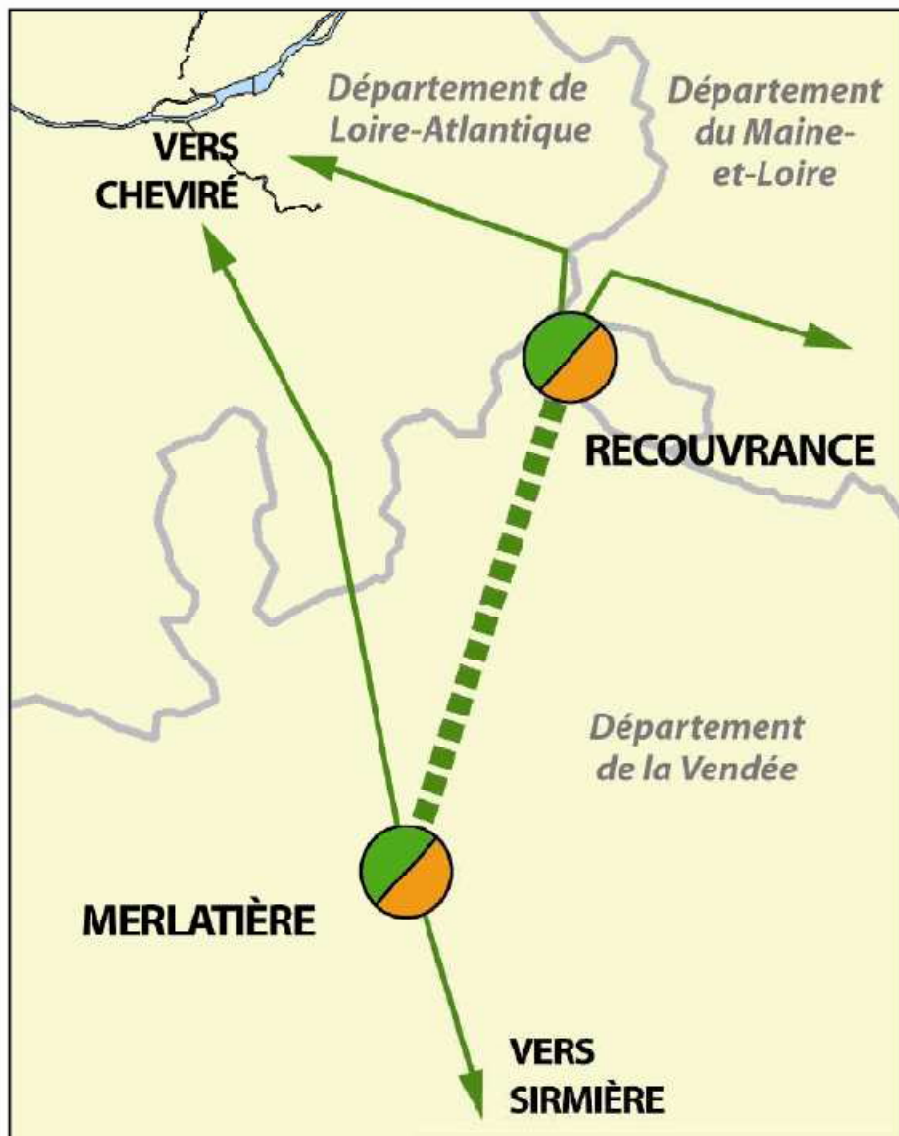 Département de
Loire-Atlantique
Département
du Maine-
et-Loire
VERS
CHEVIRÉ
RECOUVRANCE
Département
de la Vendée
MERLATIÈRE
VERS
SIRMIÈRE